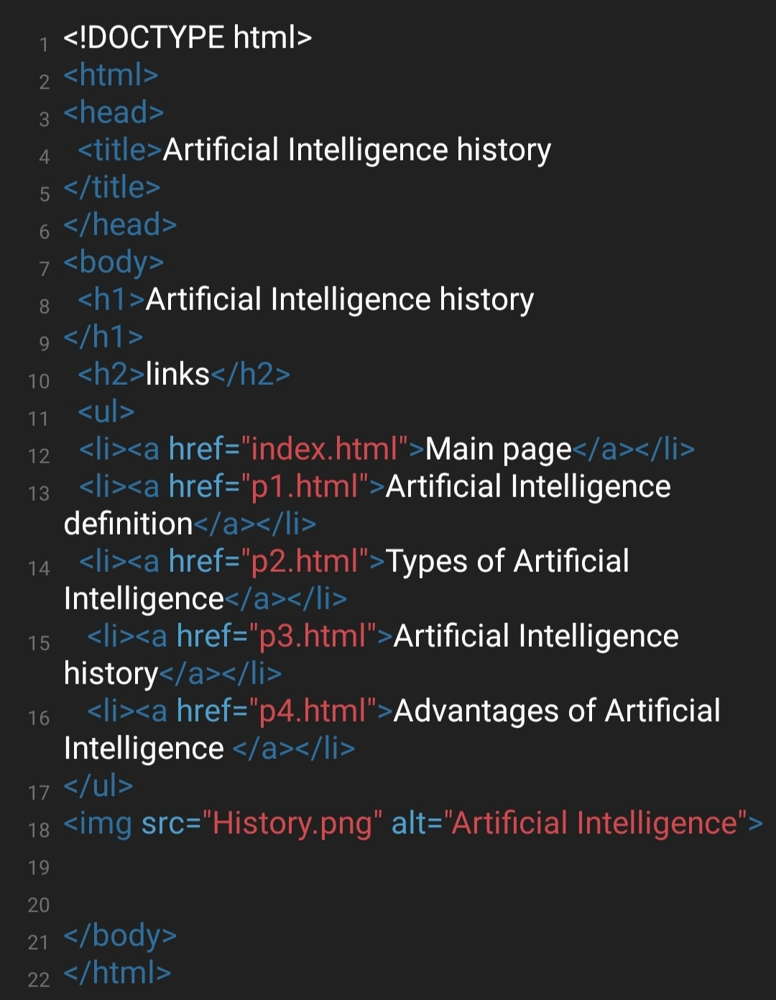 1 <!DOCTYPE html>
2 <html>
3 <head>
4 <title>Artificial Intelligence history
5 </title>
6 </head>
7 <body>
8 <h1>Artificial Intelligence history
9 </h1>
10 <h2>links</h2>
11 <ul>
12 <li><a href="index.html">Main page</a></li>
13 <li><a href="p1.html">Artificial Intelligence
definition</a></li>
14 <li><a href="p2.html">Types of Artificial
Intelligence</a></li>
15 <li><a href="p3.html">Artificial Intelligence
history</a></li>
16 <li><a href="p4.html">Advantages of Artificial
Intelligence </a></li>
17 </ul>
18 <img src="History.png" alt="Artificial Intelligence">
19
20
21 </body>
22 </html>